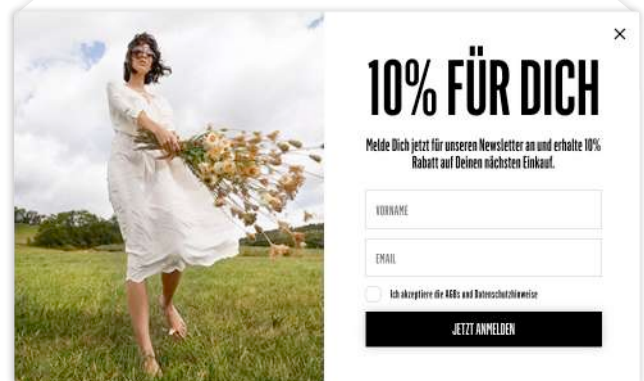 10% FÜR DICH
Melde Dich jetzt für unseren Newsletter an und erhalte 10%
Rabatt auf Deinen nächsten Einkauf.
VORNAME
EMAIL
Ich akzeptiere die AGBs und Datenschutzhinweise
JETZT ANMELDEN